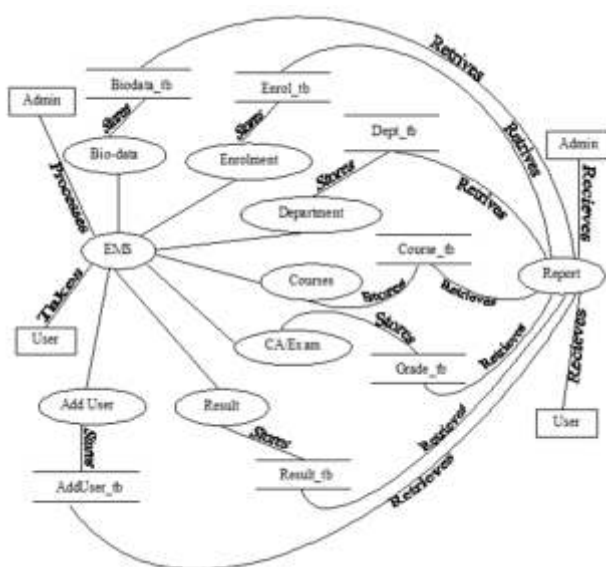 Retrives
Biodata_tb
Enrol_tb
Admin
Stores
Stores
Dept_tb
Retrives
Admin
Bio-data
Enrolment
Stores
Retrives
Recieves
Processes
Department
EMS
Course_tb
Courses
Stores
Retrieves
Report
Takes
Stores
User
CA/Exam
Grade_tb
Retrieves
Recieves
Add User
Result
User
Stores
Stores
Retrieves
AddUser_tb
Result_tb
Retrieves